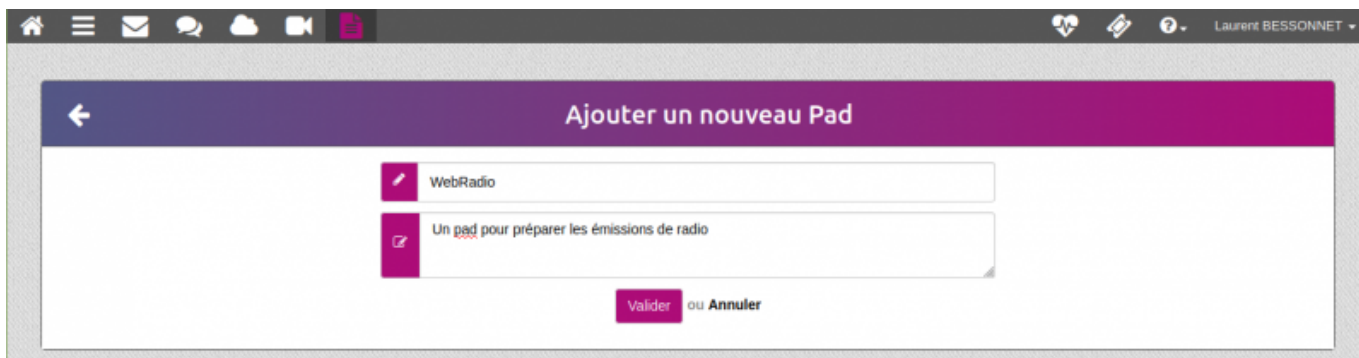 Laurent BESSONNET
Ajouter un nouveau Pad
WebRadio
Un pad pour préparer les émissions de radio
Valider ou Annuler